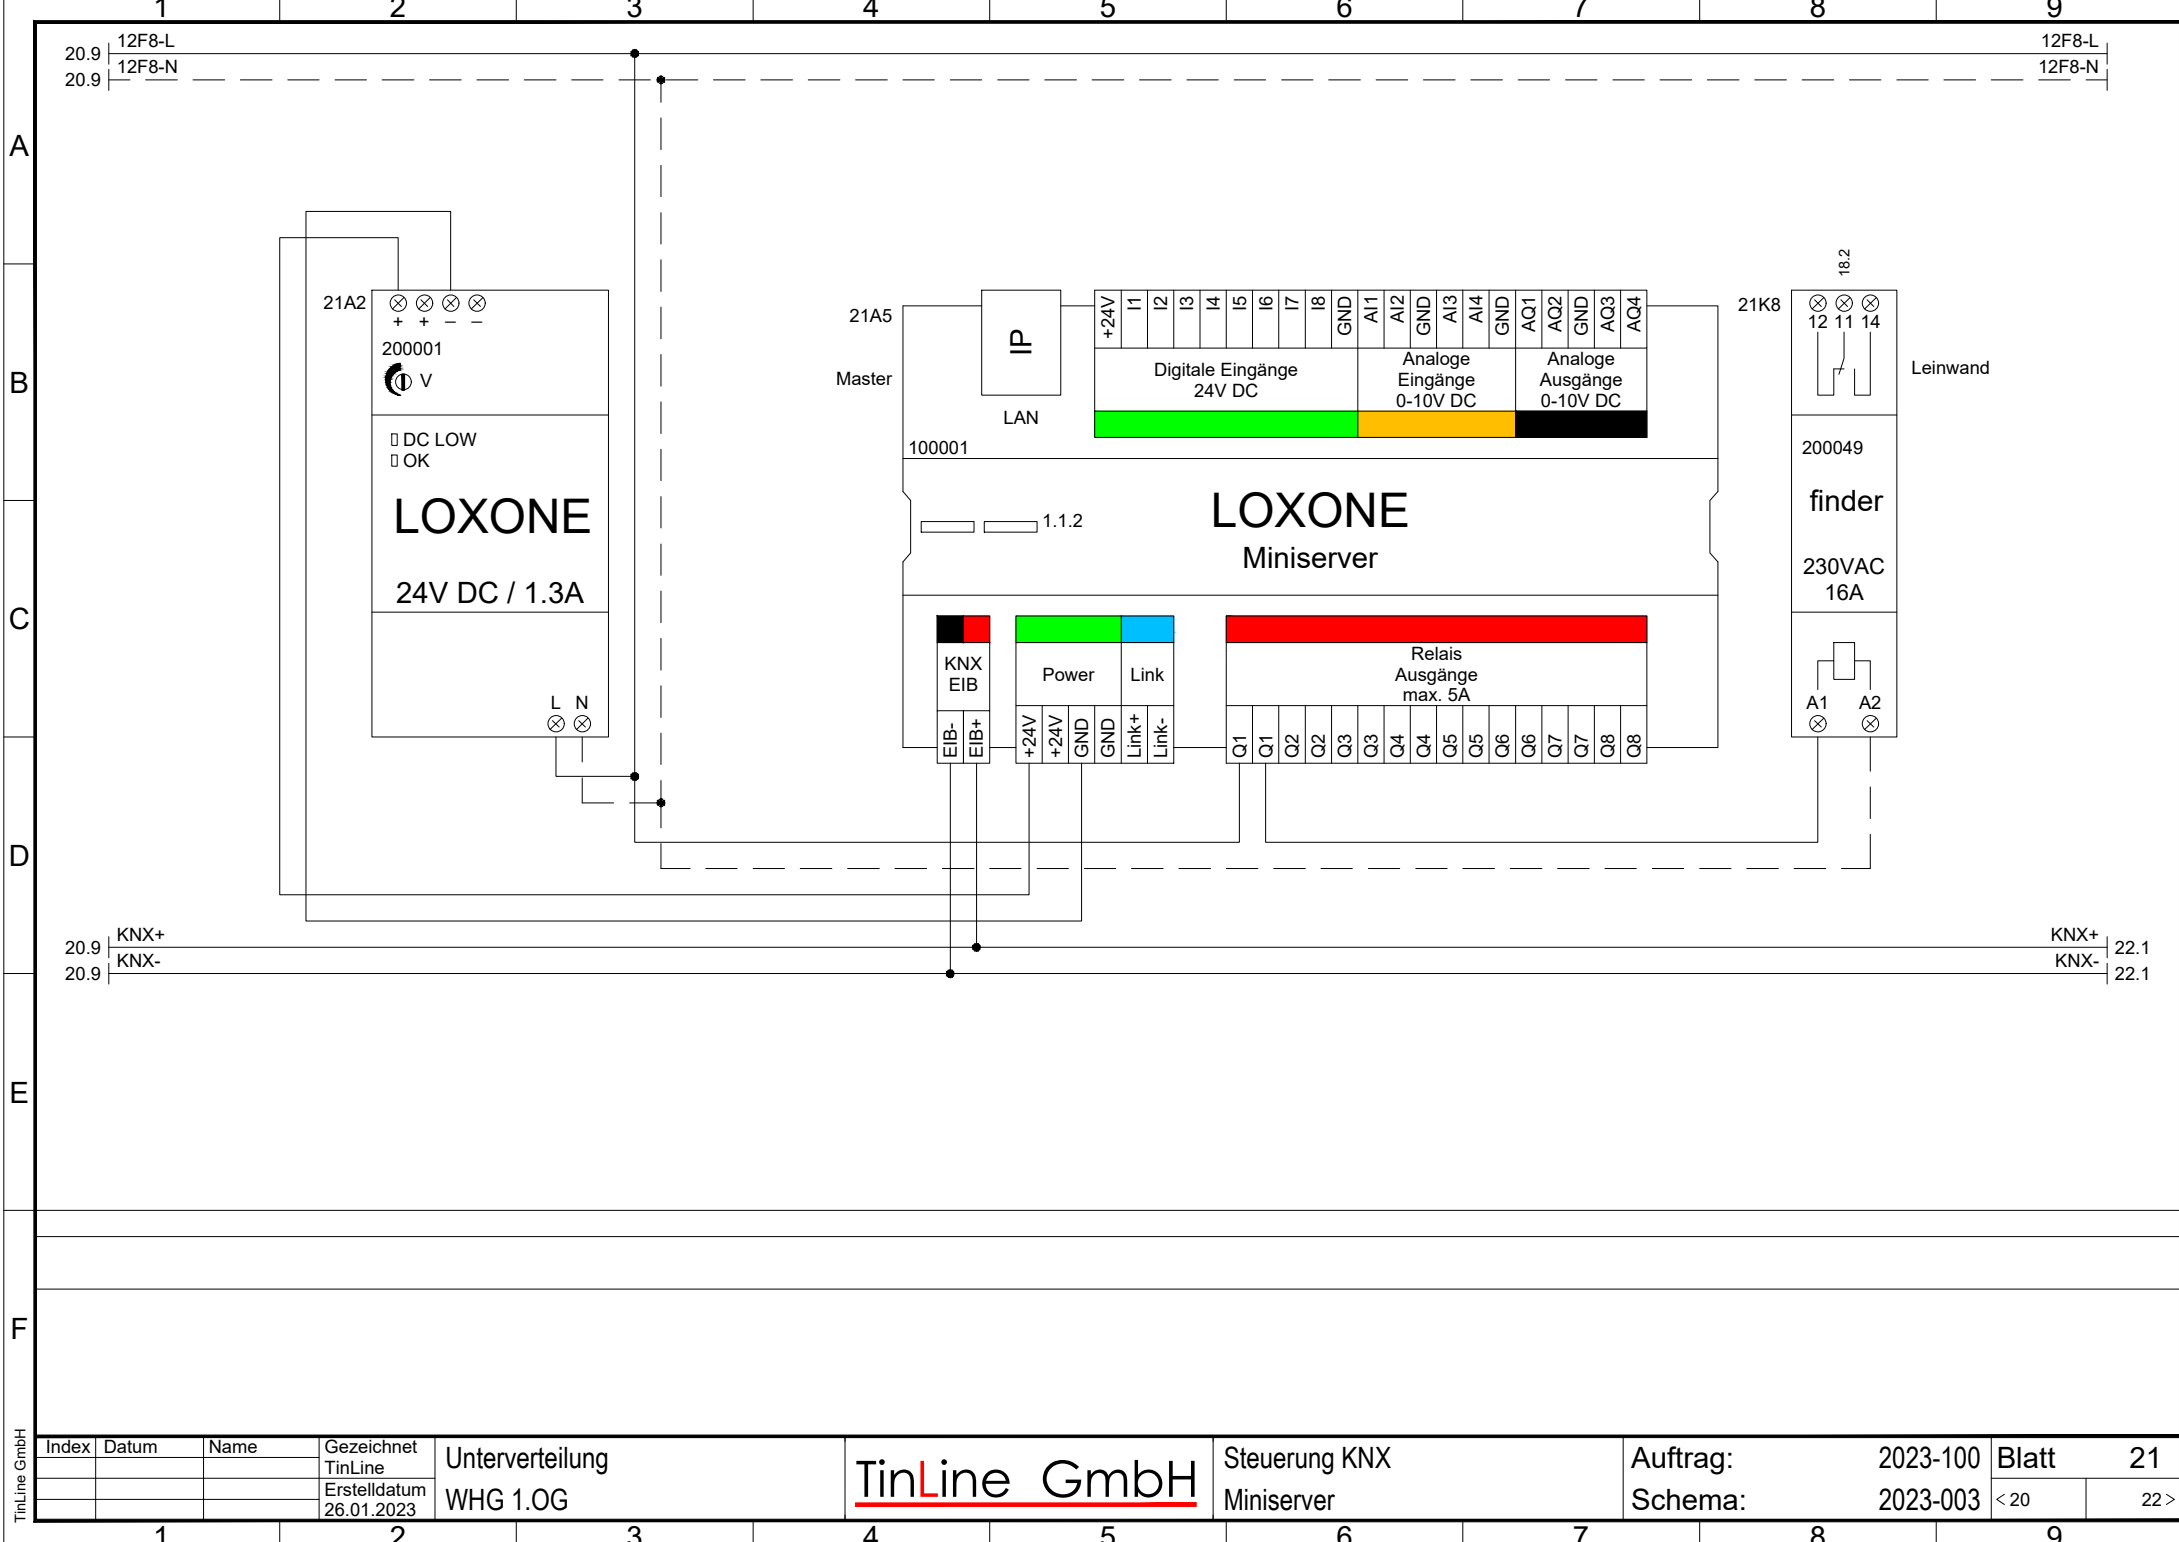 1 2 3 4 5 6 7 8 9
20.9 12F8-L 12F8-L
20.9 12F8-N 12F8-N
A
B
C
D
E
F
21A2
+ + – –
200001
V
DC LOW
OK
LOXONE
24V DC / 1.3A
L N
21A5
Master
IP
LAN
+24V I1 I2 I3 I4 I5 I6 I7 I8 GND AI1 AI2 GND AI3 AI4 GND AQ1 AQ2 GND AQ3 AQ4
Digitale Eingänge
24V DC
Analoge
Eingänge
0-10V DC
Analoge
Ausgänge
0-10V DC
100001
1.1.2
LOXONE
Miniserver
KNX
EIB
Power
Link
Relais
Ausgänge
max. 5A
EIB- EIB+ +24V +24V GND GND Link+ Link- Q1 Q1 Q2 Q2 Q3 Q3 Q4 Q4 Q5 Q5 Q6 Q6 Q7 Q7 Q8 Q8
18.2
21K8
12 11 14
Leinwand
200049
finder
230VAC
16A
A1 A2
20.9 KNX+ KNX+ 22.1
20.9 KNX- KNX- 22.1
TinLine GmbH
Index Datum Name
Gezeichnet
TinLine
Erstelldatum
26.01.2023
Unterverteilung
WHG 1.OG
TinLine GmbH
Steuerung KNX
Miniserver
Auftrag: 2023-100
Schema: 2023-003
Blatt 21
< 20 22 >
1 2 3 4 5 6 7 8 9